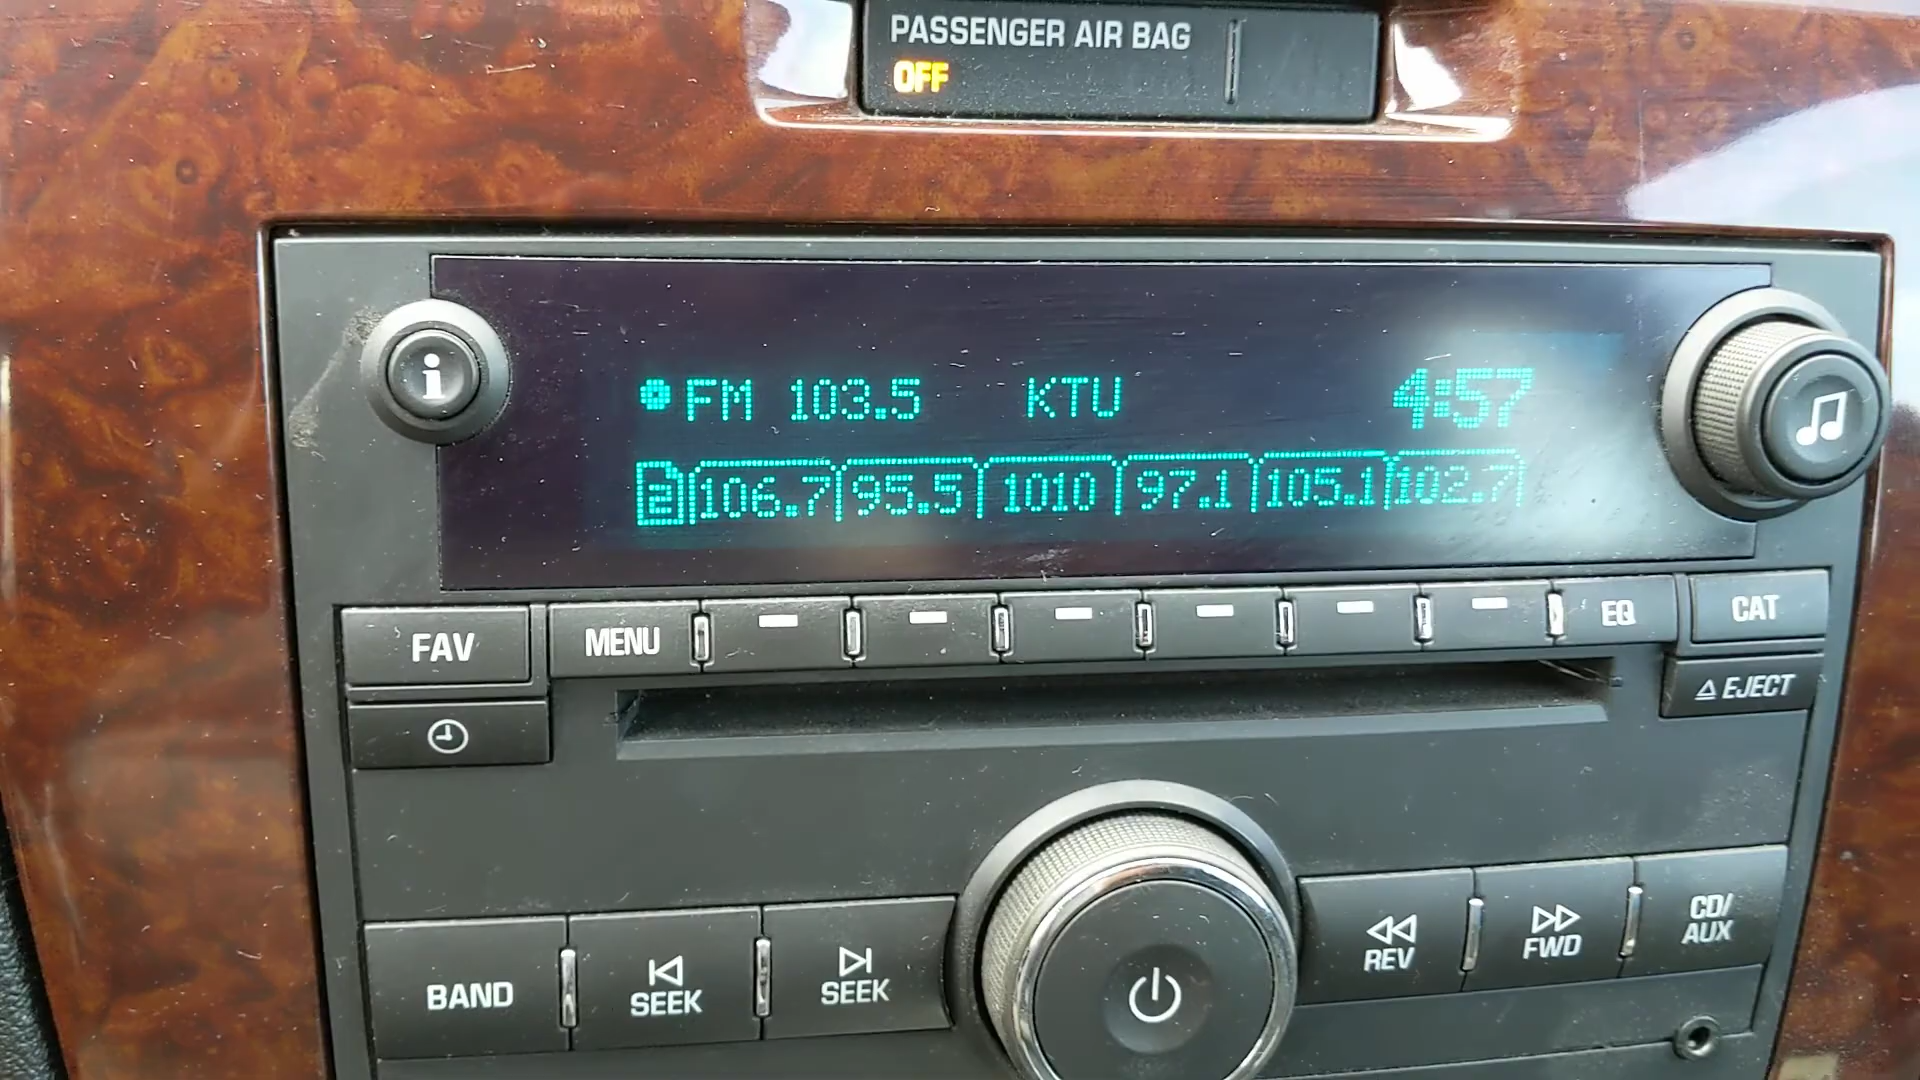 PASSENGER AIR BAG
OFF
i
FM 103.5 KTU 4:57
2 106.7 95.5 1010 97.1 105.1 102.7
FAV MENU EQ CAT
EJECT
BAND SEEK SEEK REV FWD CD/
AUX